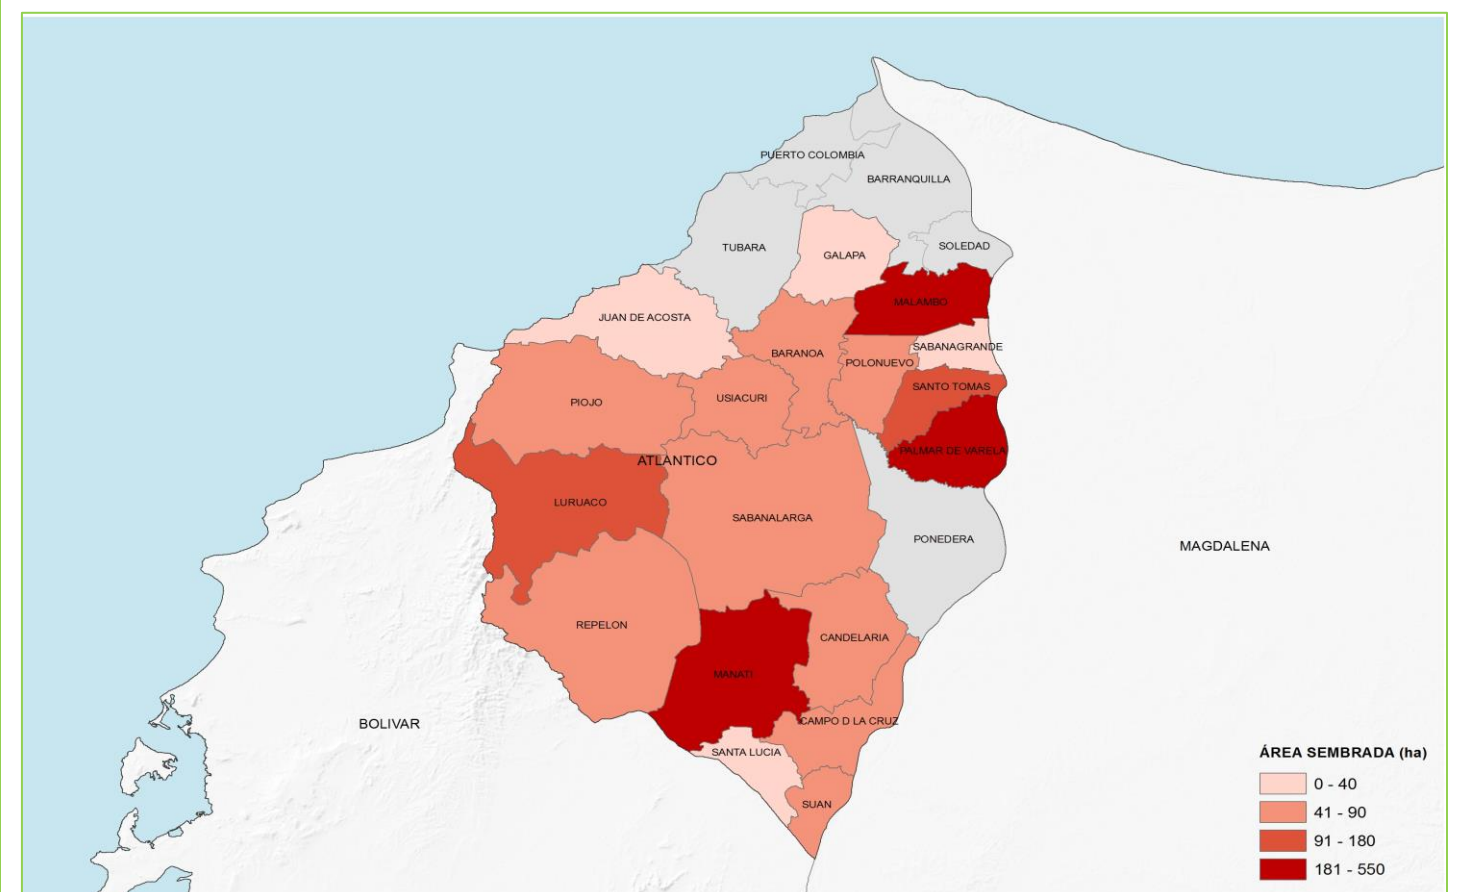 PUERTO COLOMBIA
BARRANQUILLA
TUBARA
SOLEDAD
GALAPA
MALAMBO
JUAN DE ACOSTA
SABANAGRANDE
BARANOA
POLONUEVO
SANTO TOMAS
USIACURI
PIOJO
PALMAR DE VARELA
ATLANTICO
LURUACO
SABANALARGA
PONEDERA
MAGDALENA
REPELON
CANDELARIA
MANATI
CAMPO D LA CRUZ
BOLIVAR
SANTA LUCIA
SUAN
ÁREA SEMBRADA (ha)
0 - 40
41 - 90
91 - 180
181 - 550